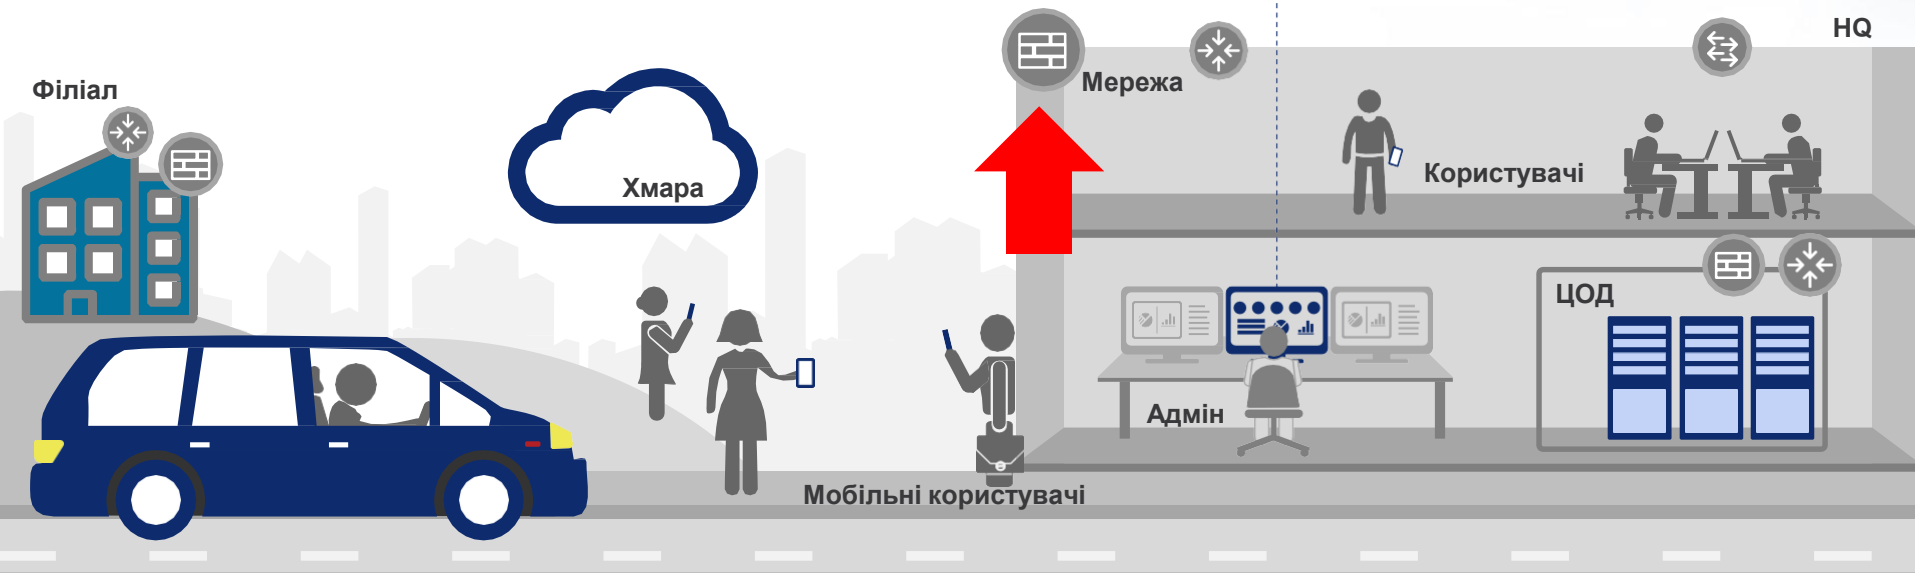 HQ
Мережа
Філіал
Хмара
Користувачі
ЦОД
Адмін
Мобільні користувачі